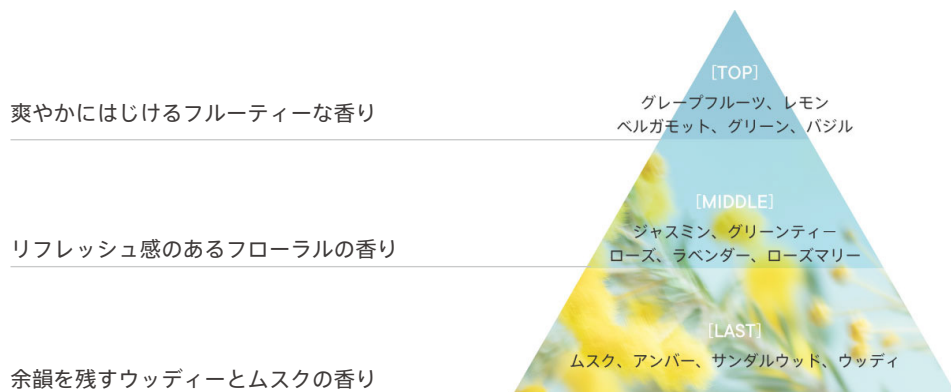 [TOP]
爽やかにはじけるフルーティーな香り
グレープフルーツ、レモン
ベルガモット、グリーン、バジル
[MIDDLE]
リフレッシュ感のあるフローラルの香り
ジャスミン、グリーンティー
ローズ、ラベンダー、ローズマリー
[LAST]
余韻を残すウッディーとムスクの香り
ムスク、アンバー、サンダルウッド、ウッディ